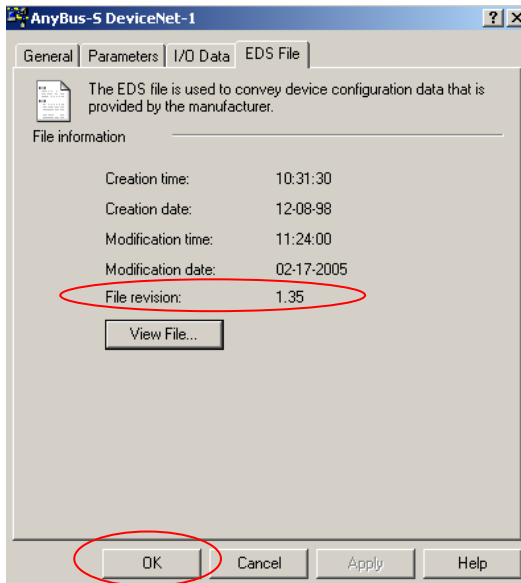 AnyBus-S DeviceNet-1
General Parameters I/O Data EDS File
The EDS file is used to convey device configuration data that is
provided by the manufacturer.
File information
Creation time: 10:31:30
Creation date: 12-08-98
Modification time: 11:24:00
Modification date: 02-17-2005
File revision: 1.35
View File...
OK Cancel Apply Help